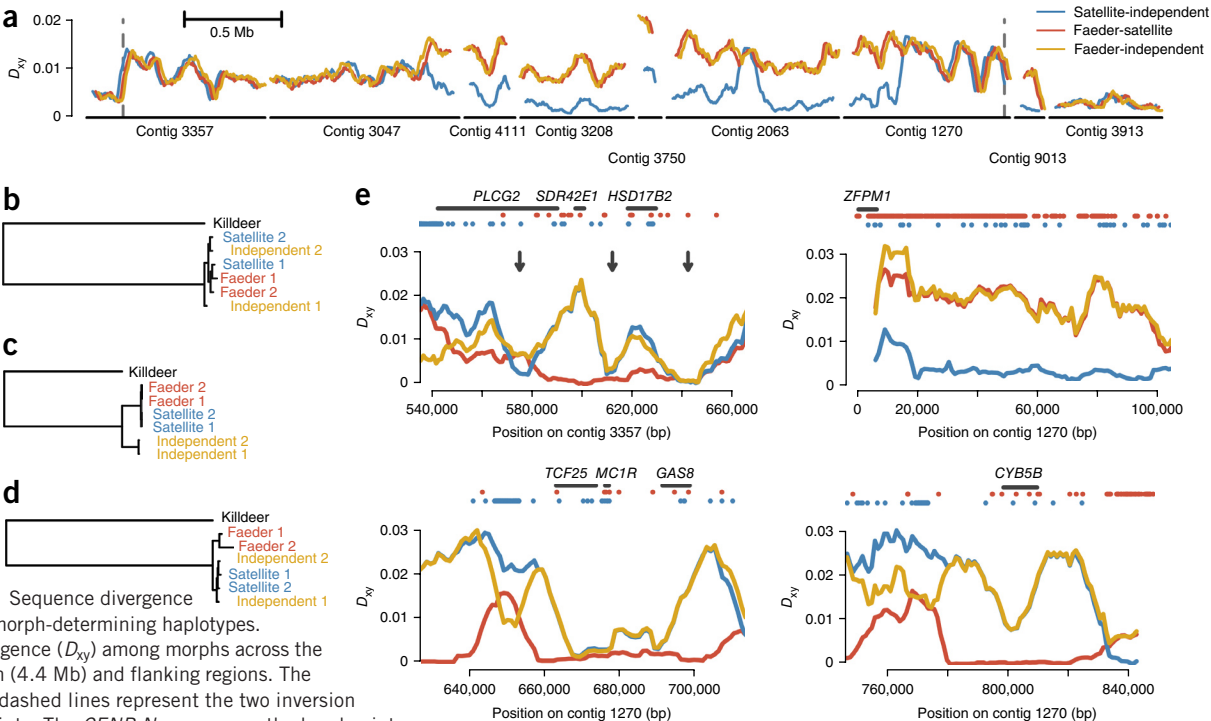 a
0.02
0.01
0
Dxy
0.5 Mb
Satellite-independent
Faeder-satellite
Faeder-independent
Contig 3357
Contig 3047
Contig 4111
Contig 3208
Contig 3750
Contig 2063
Contig 1270
Contig 9013
Contig 3913
b
Killdeer
Satellite 2
Independent 2
Satellite 1
Faeder 1
Faeder 2
Independent 1
c
Killdeer
Faeder 2
Faeder 1
Satellite 2
Satellite 1
Independent 2
Independent 1
d
Killdeer
Faeder 1
Faeder 2
Independent 2
Satellite 1
Satellite 2
Independent 1
Sequence divergence
morph-determining haplotypes.
gence (Dxy) among morphs across the
(4.4 Mb) and flanking regions. The
dashed lines represent the two inversion
e
PLCG2 SDR42E1 HSD17B2
0.03
0.02
0.01
0
Dxy
540,000 580,000 620,000 660,000
Position on contig 3357 (bp)
ZFPM1
0.03
0.02
0.01
0
Dxy
0 20,000 60,000 100,000
Position on contig 1270 (bp)
TCF25 MC1R GAS8
0.03
0.02
0.01
0
Dxy
640,000 660,000 680,000 700,000
Position on contig 1270 (bp)
CYB5B
0.03
0.02
0.01
0
Dxy
760,000 800,000 840,000
Position on contig 1270 (bp)